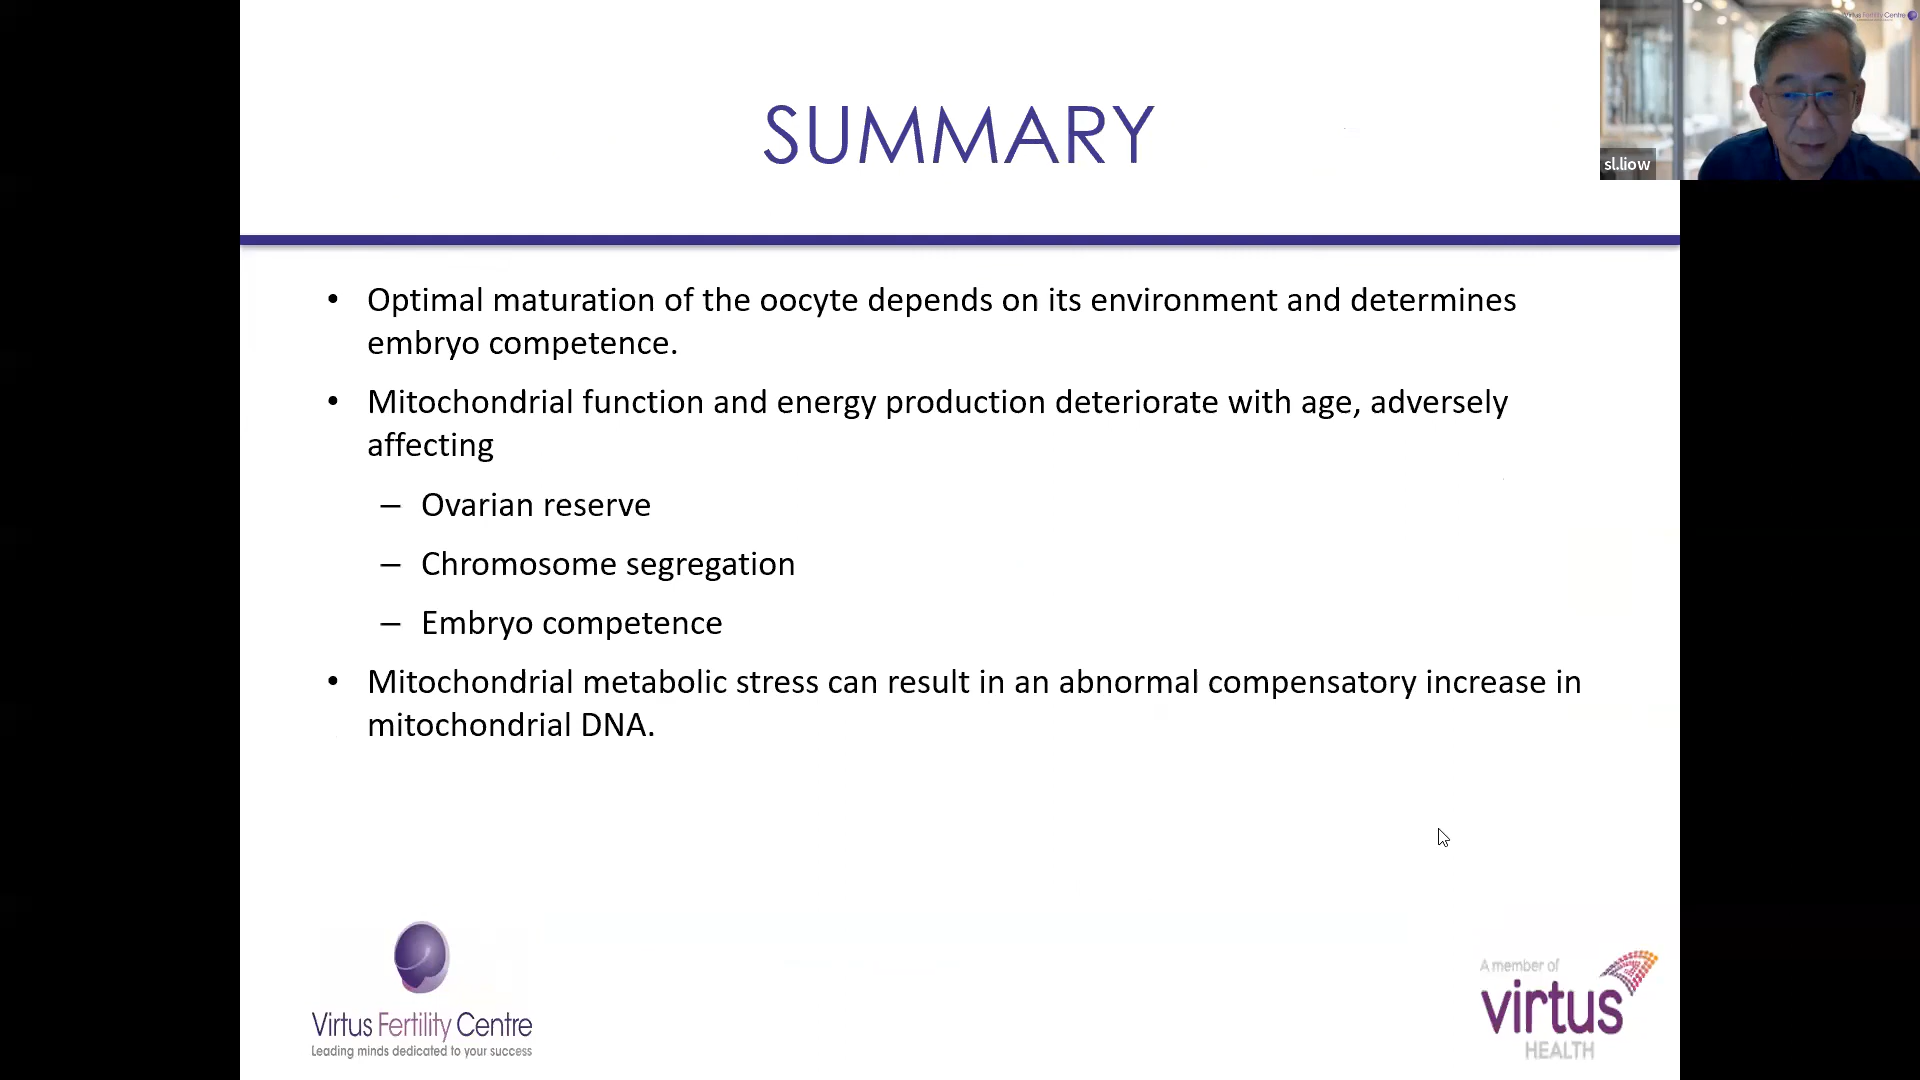 Virtus Fertility Centre
sl.liow
SUMMARY
• Optimal maturation of the oocyte depends on its environment and determines
embryo competence.
• Mitochondrial function and energy production deteriorate with age, adversely
affecting
– Ovarian reserve
– Chromosome segregation
– Embryo competence
• Mitochondrial metabolic stress can result in an abnormal compensatory increase in
mitochondrial DNA.
Virtus Fertility Centre
Leading minds dedicated to your success
A member of
virtus
HEALTH